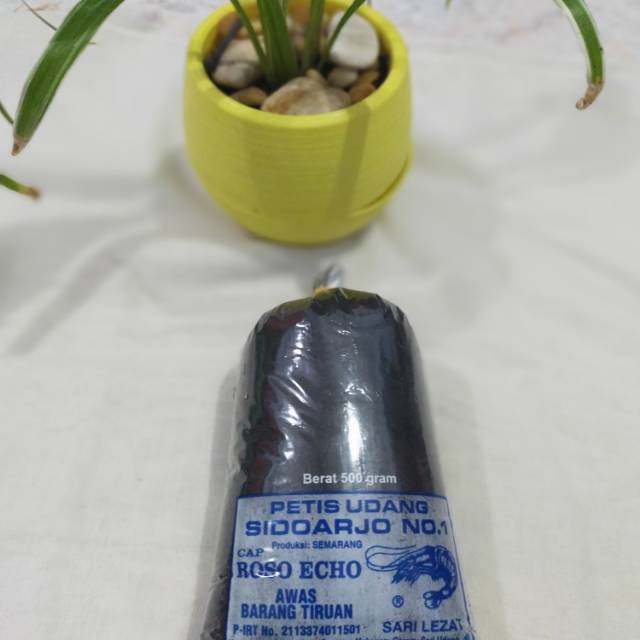 Berat 500 gram
PETIS UDANG
SIDOARJO NO.1
Produksi: SEMARANG
CAP
ROSO ECHO
AWAS
BARANG TIRUAN
®
SARI LEZAT
P-IRT No. 2113374011501